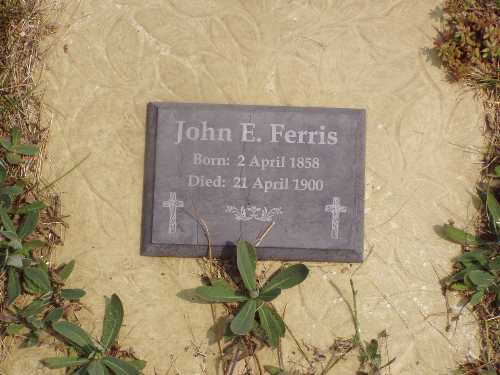 John E. Ferris
Born: 2 April 1858
Died: 21 April 1900